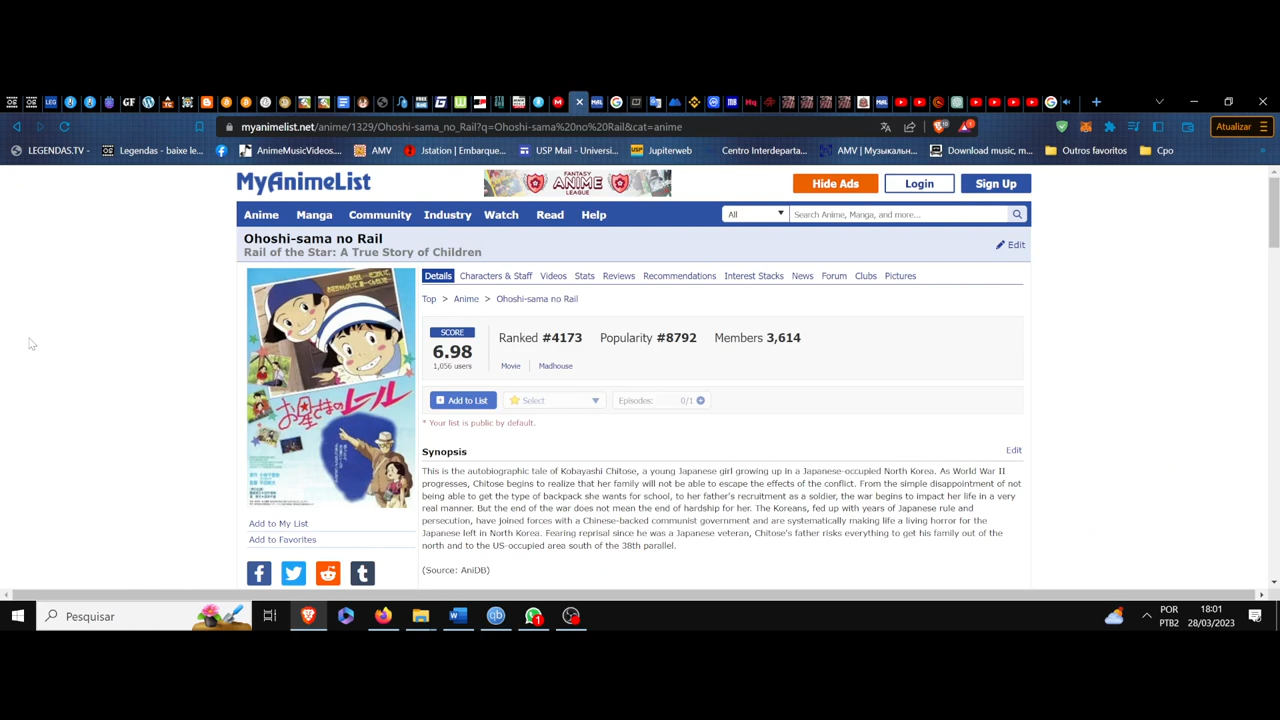 myanimelist.net/anime/1329/Ohoshi-sama_no_Rail?q=Ohoshi-sama%20no%20Rail&cat=anime
Atualizar
LEGENDAS.TV -
Legendas - baixe le...
AnimeMusicVideos....
AMV
Jstation | Embarque...
USP Mail - Universi...
Jupiterweb
Centro Interdeparta...
AMV | Музыкальн...
Download music, m...
Outros favoritos
Cpo
MyAnimeList
FANTASY ANIME LEAGUE
Hide Ads
Login
Sign Up
Anime
Manga
Community
Industry
Watch
Read
Help
All
Search Anime, Manga, and more...
Ohoshi-sama no Rail
Rail of the Star: A True Story of Children
Edit
お星さまのレール
Details
Characters & Staff
Videos
Stats
Reviews
Recommendations
Interest Stacks
News
Forum
Clubs
Pictures
Top > Anime > Ohoshi-sama no Rail
SCORE
6.98
1,056 users
Ranked #4173
Popularity #8792
Members 3,614
Movie
Madhouse
Add to List
Select
Episodes: 0/1
* Your list is public by default.
Synopsis
Edit
This is the autobiographic tale of Kobayashi Chitose, a young Japanese girl growing up in a Japanese-occupied North Korea. As World War II
progresses, Chitose begins to realize that her family will not be able to escape the effects of the conflict. From the simple disappointment of not
being able to get the type of backpack she wants for school, to her father's recruitment as a soldier, the war begins to impact her life in a very
real manner. But the end of the war does not mean the end of hardship for her. The Koreans, fed up with years of Japanese rule and
persecution, have joined forces with a Chinese-backed communist government and are systematically making life a living horror for the
Japanese left in North Korea. Fearing reprisal since he was a Japanese veteran, Chitose's father risks everything to get his family out of the
north and to the US-occupied area south of the 38th parallel.
(Source: AniDB)
Add to My List
Add to Favorites
Pesquisar
POR
PTB2
18:01
28/03/2023